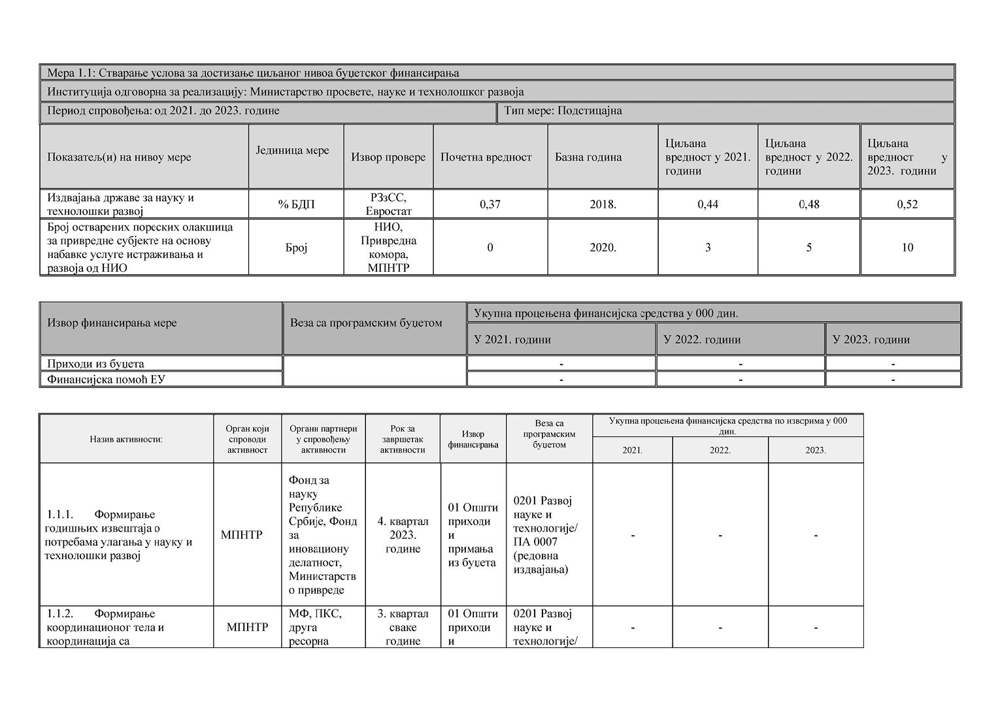 Мера 1.1: Стварање услова за достизање циљаног нивоа буџетског финансирања
Институција одговорна за реализацију: Министарство просвете, науке и технолошког развоја
Период спровођења: од 2021. до 2023. године
Тип мере: Подстицајна
Показатељ(и) на нивоу мере
Јединица мере
Извор провере
Почетна вредност
Базна година
Циљана
вредност у 2021.
години
Циљана
вредност у 2022.
години
Циљана
вредност у
2023. години
Издвајања државе за науку и
технолошки развој
% БДП
РЗзСС,
Евростат
0,37
2018.
0,44
0,48
0,52
Број остварених пореских олакшица
за привредне субјекте на основу
набавке услуге истраживања и
развоја од НИО
Број
НИО,
Привредна
комора,
МПНТР
0
2020.
3
5
10
Извор финансирања мере
Веза са програмским буџетом
Укупна процењена финансијска средства у 000 дин.
У 2021. години
У 2022. години
У 2023. години
Приходи из буџета
-
-
-
Финансијска помоћ ЕУ
-
-
-
Назив активности:
Орган који
спроводи
активност
Органи партнери
у спровођењу
активности
Рок за
завршетак
активности
Извор
финансирања
Веза са
програмским
буџетом
Укупна процењена финансијска средства по изворима у 000
дин.
2021.
2022.
2023.
1.1.1. Формирање
годишњих извештаја о
потребама улагања у науку и
технолошки развој
МПНТР
Фонд за
науку
Републике
Србије, Фонд
за
иновациону
делатност,
Министарств
о привреде
4. квартал
2023.
године
01 Општи
приходи
и
примања
из буџета
0201 Развој
науке и
технологије/
ПА 0007
(редовна
издвајања)
-
-
-
1.1.2. Формирање
координационог тела и
координација са
МПНТР
МФ, ПКС,
друга
ресорна
3. квартал
сваке
године
01 Општи
приходи
и
0201 Развој
науке и
технологије/
-
-
-